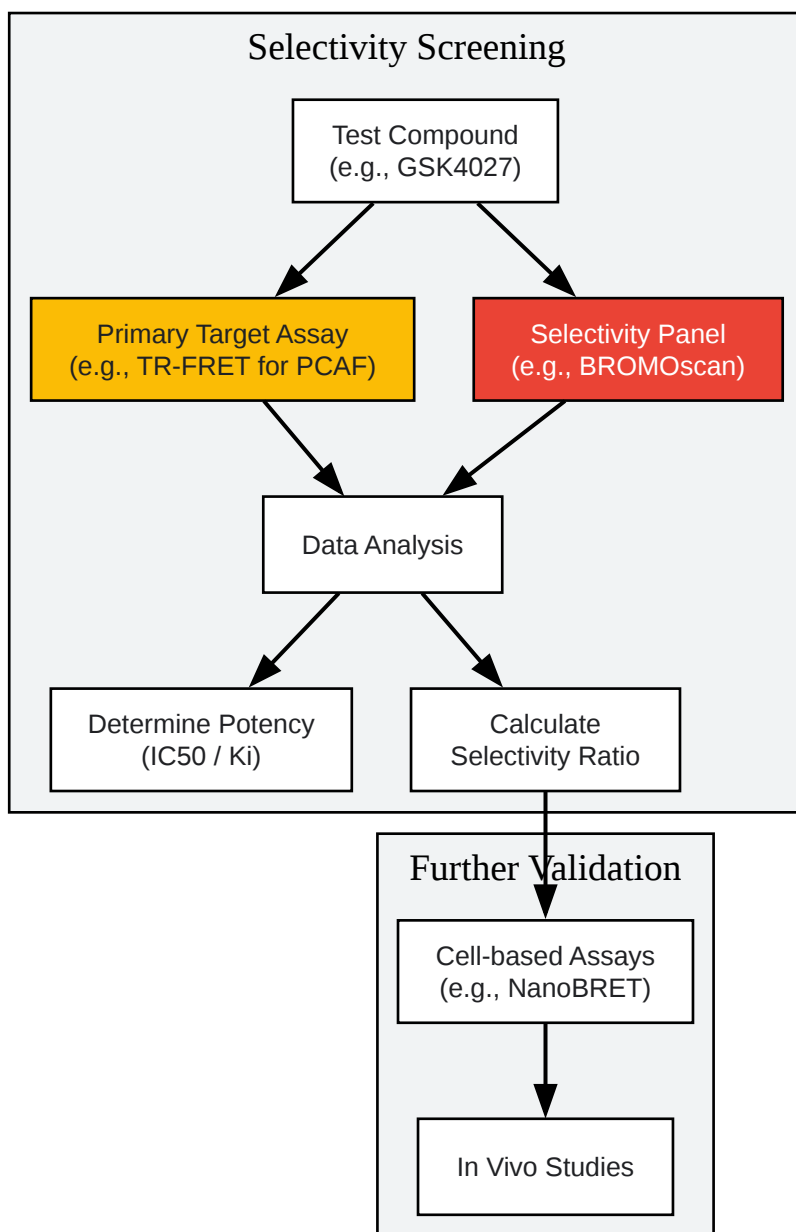 Selectivity Screening
Test Compound
(e.g., GSK4027)
Primary Target Assay
(e.g., TR-FRET for PCAF)
Selectivity Panel
(e.g., BROMOscan)
Data Analysis
Determine Potency
(IC50 / Ki)
Calculate
Selectivity Ratio
Further Validation
Cell-based Assays
(e.g., NanoBRET)
In Vivo Studies